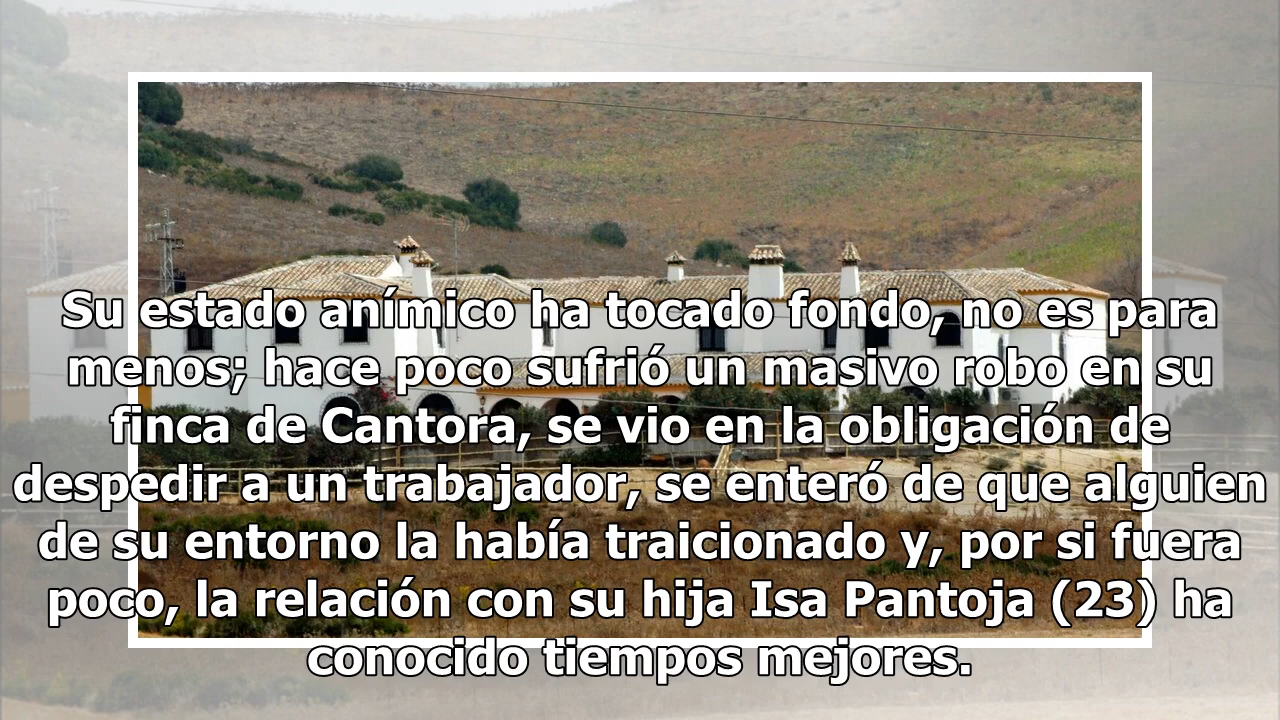 Su estado anímico ha tocado fondo, no es para
menos; hace poco sufrió un masivo robo en su
finca de Cantora, se vio en la obligación de
despedir a un trabajador, se enteró de que alguien
de su entorno la había traicionado y, por si fuera
poco, la relación con su hija Isa Pantoja (23) ha
conocido tiempos mejores.